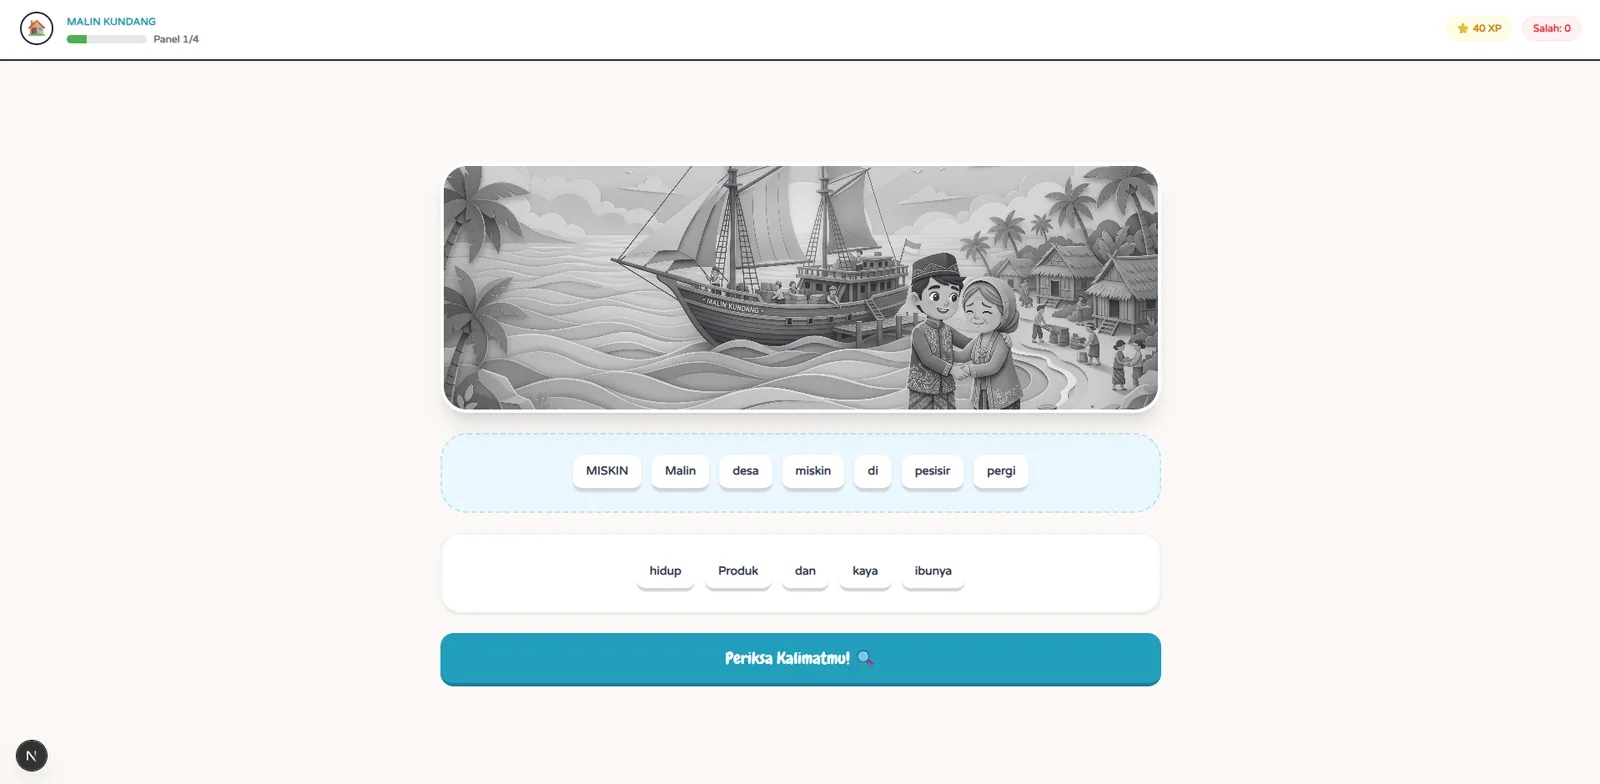 MALIN KUNDANG
Panel 1/4
40 XP
Salah: 0
MALIN KUNDANG
MISKIN Malin desa miskin di pesisir pergi
hidup Produk dan kaya ibunya
Periksa Kalimatmu!
N